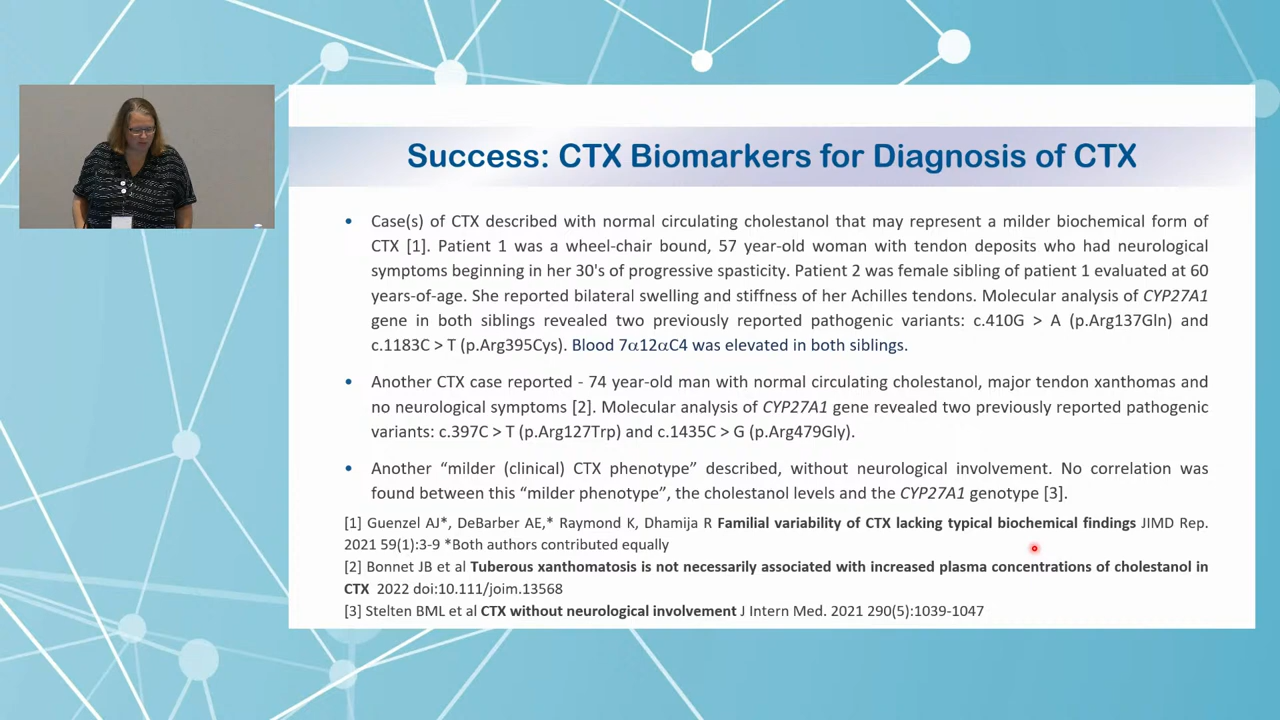 Success: CTX Biomarkers for Diagnosis of CTX
• Case(s) of CTX described with normal circulating cholestanol that may represent a milder biochemical form of
CTX [1]. Patient 1 was a wheel-chair bound, 57 year-old woman with tendon deposits who had neurological
symptoms beginning in her 30's of progressive spasticity. Patient 2 was female sibling of patient 1 evaluated at 60
years-of-age. She reported bilateral swelling and stiffness of her Achilles tendons. Molecular analysis of CYP27A1
gene in both siblings revealed two previously reported pathogenic variants: c.410G > A (p.Arg137Gln) and
c.1183C > T (p.Arg395Cys). Blood 7α12αC4 was elevated in both siblings.
• Another CTX case reported - 74 year-old man with normal circulating cholestanol, major tendon xanthomas and
no neurological symptoms [2]. Molecular analysis of CYP27A1 gene revealed two previously reported pathogenic
variants: c.397C > T (p.Arg127Trp) and c.1435C > G (p.Arg479Gly).
• Another “milder (clinical) CTX phenotype” described, without neurological involvement. No correlation was
found between this “milder phenotype”, the cholestanol levels and the CYP27A1 genotype [3].
[1] Guenzel AJ*, DeBarber AE,* Raymond K, Dhamija R Familial variability of CTX lacking typical biochemical findings JIMD Rep.
2021 59(1):3-9 *Both authors contributed equally
[2] Bonnet JB et al Tuberous xanthomatosis is not necessarily associated with increased plasma concentrations of cholestanol in
CTX 2022 doi:10.111/joim.13568
[3] Stelten BML et al CTX without neurological involvement J Intern Med. 2021 290(5):1039-1047